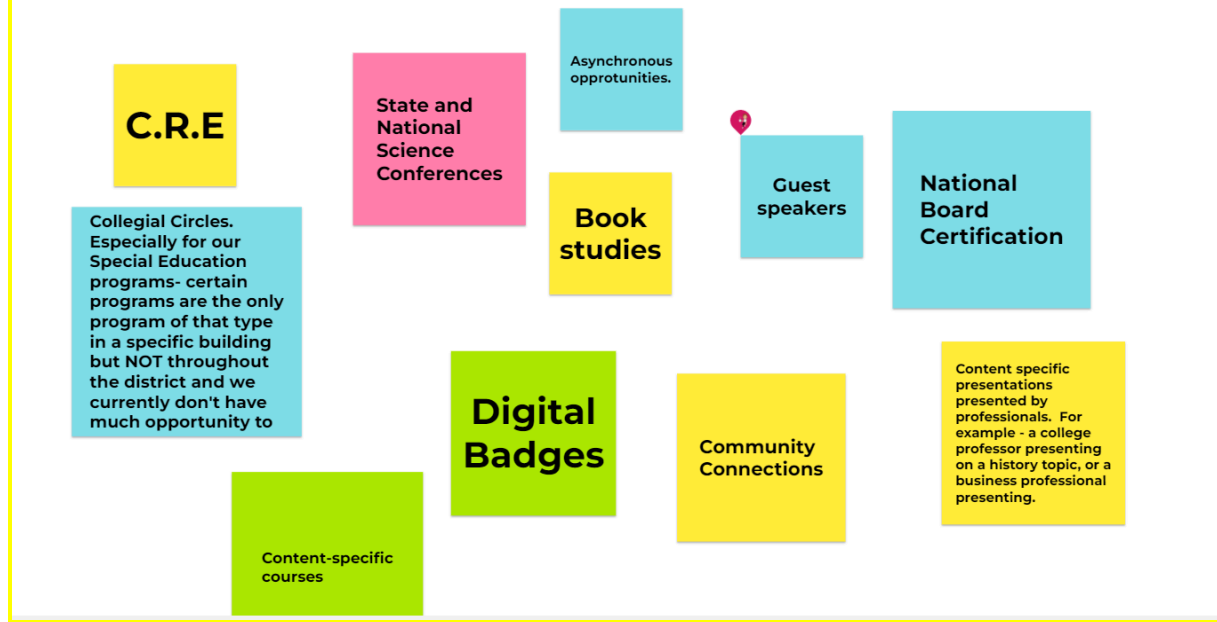 C.R.E
Collegial Circles.
Especially for our
Special Education
programs- certain
programs are the only
program of that type
in a specific building
but NOT throughout
the district and we
currently don't have
much opportunity to
State and
National
Science
Conferences
Asynchronous
opprotunities.
Book
studies
Guest
speakers
National
Board
Certification
Digital
Badges
Community
Connections
Content specific
presentations
presented by
professionals. For
example - a college
professor presenting
on a history topic, or a
business professional
presenting.
Content-specific
courses